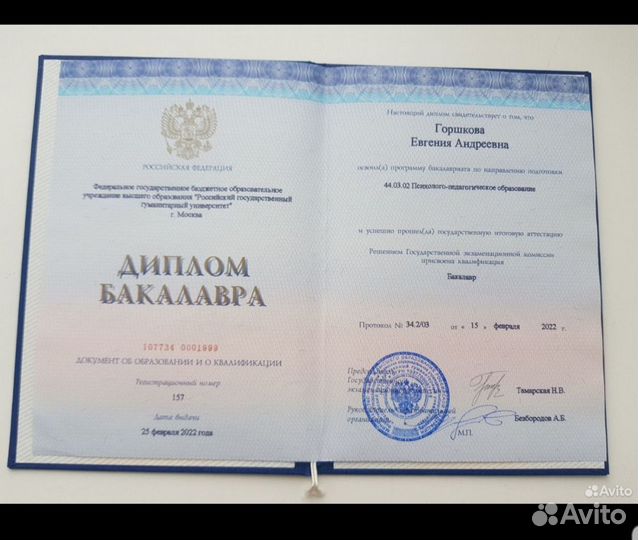 РОССИЙСКАЯ ФЕДЕРАЦИЯ
Федеральное государственное бюджетное образовательное
учреждение высшего образования "Российский государственный
гуманитарный университет"
г. Москва
ДИПЛОМ
БАКАЛАВРА
107734 0001999
ДОКУМЕНТ ОБ ОБРАЗОВАНИИ И О КВАЛИФИКАЦИИ
Регистрационный номер
157
Дата выдачи
25 февраля 2022 года
Настоящий диплом свидетельствует о том, что
Горшкова
Евгения Андреевна
освоил(а) программу бакалавриата по направлению подготовки
44.03.02 Психолого-педагогическое образование
и успешно прошел(ла) государственную итоговую аттестацию
Решением Государственной экзаменационной комиссии
присвоена квалификация
Бакалавр
Протокол № 34.2/03 от « 15 » февраля 2022 г.
Тамарская Н.В.
Безбородов А.Б.
М.П.
Avito
Avito